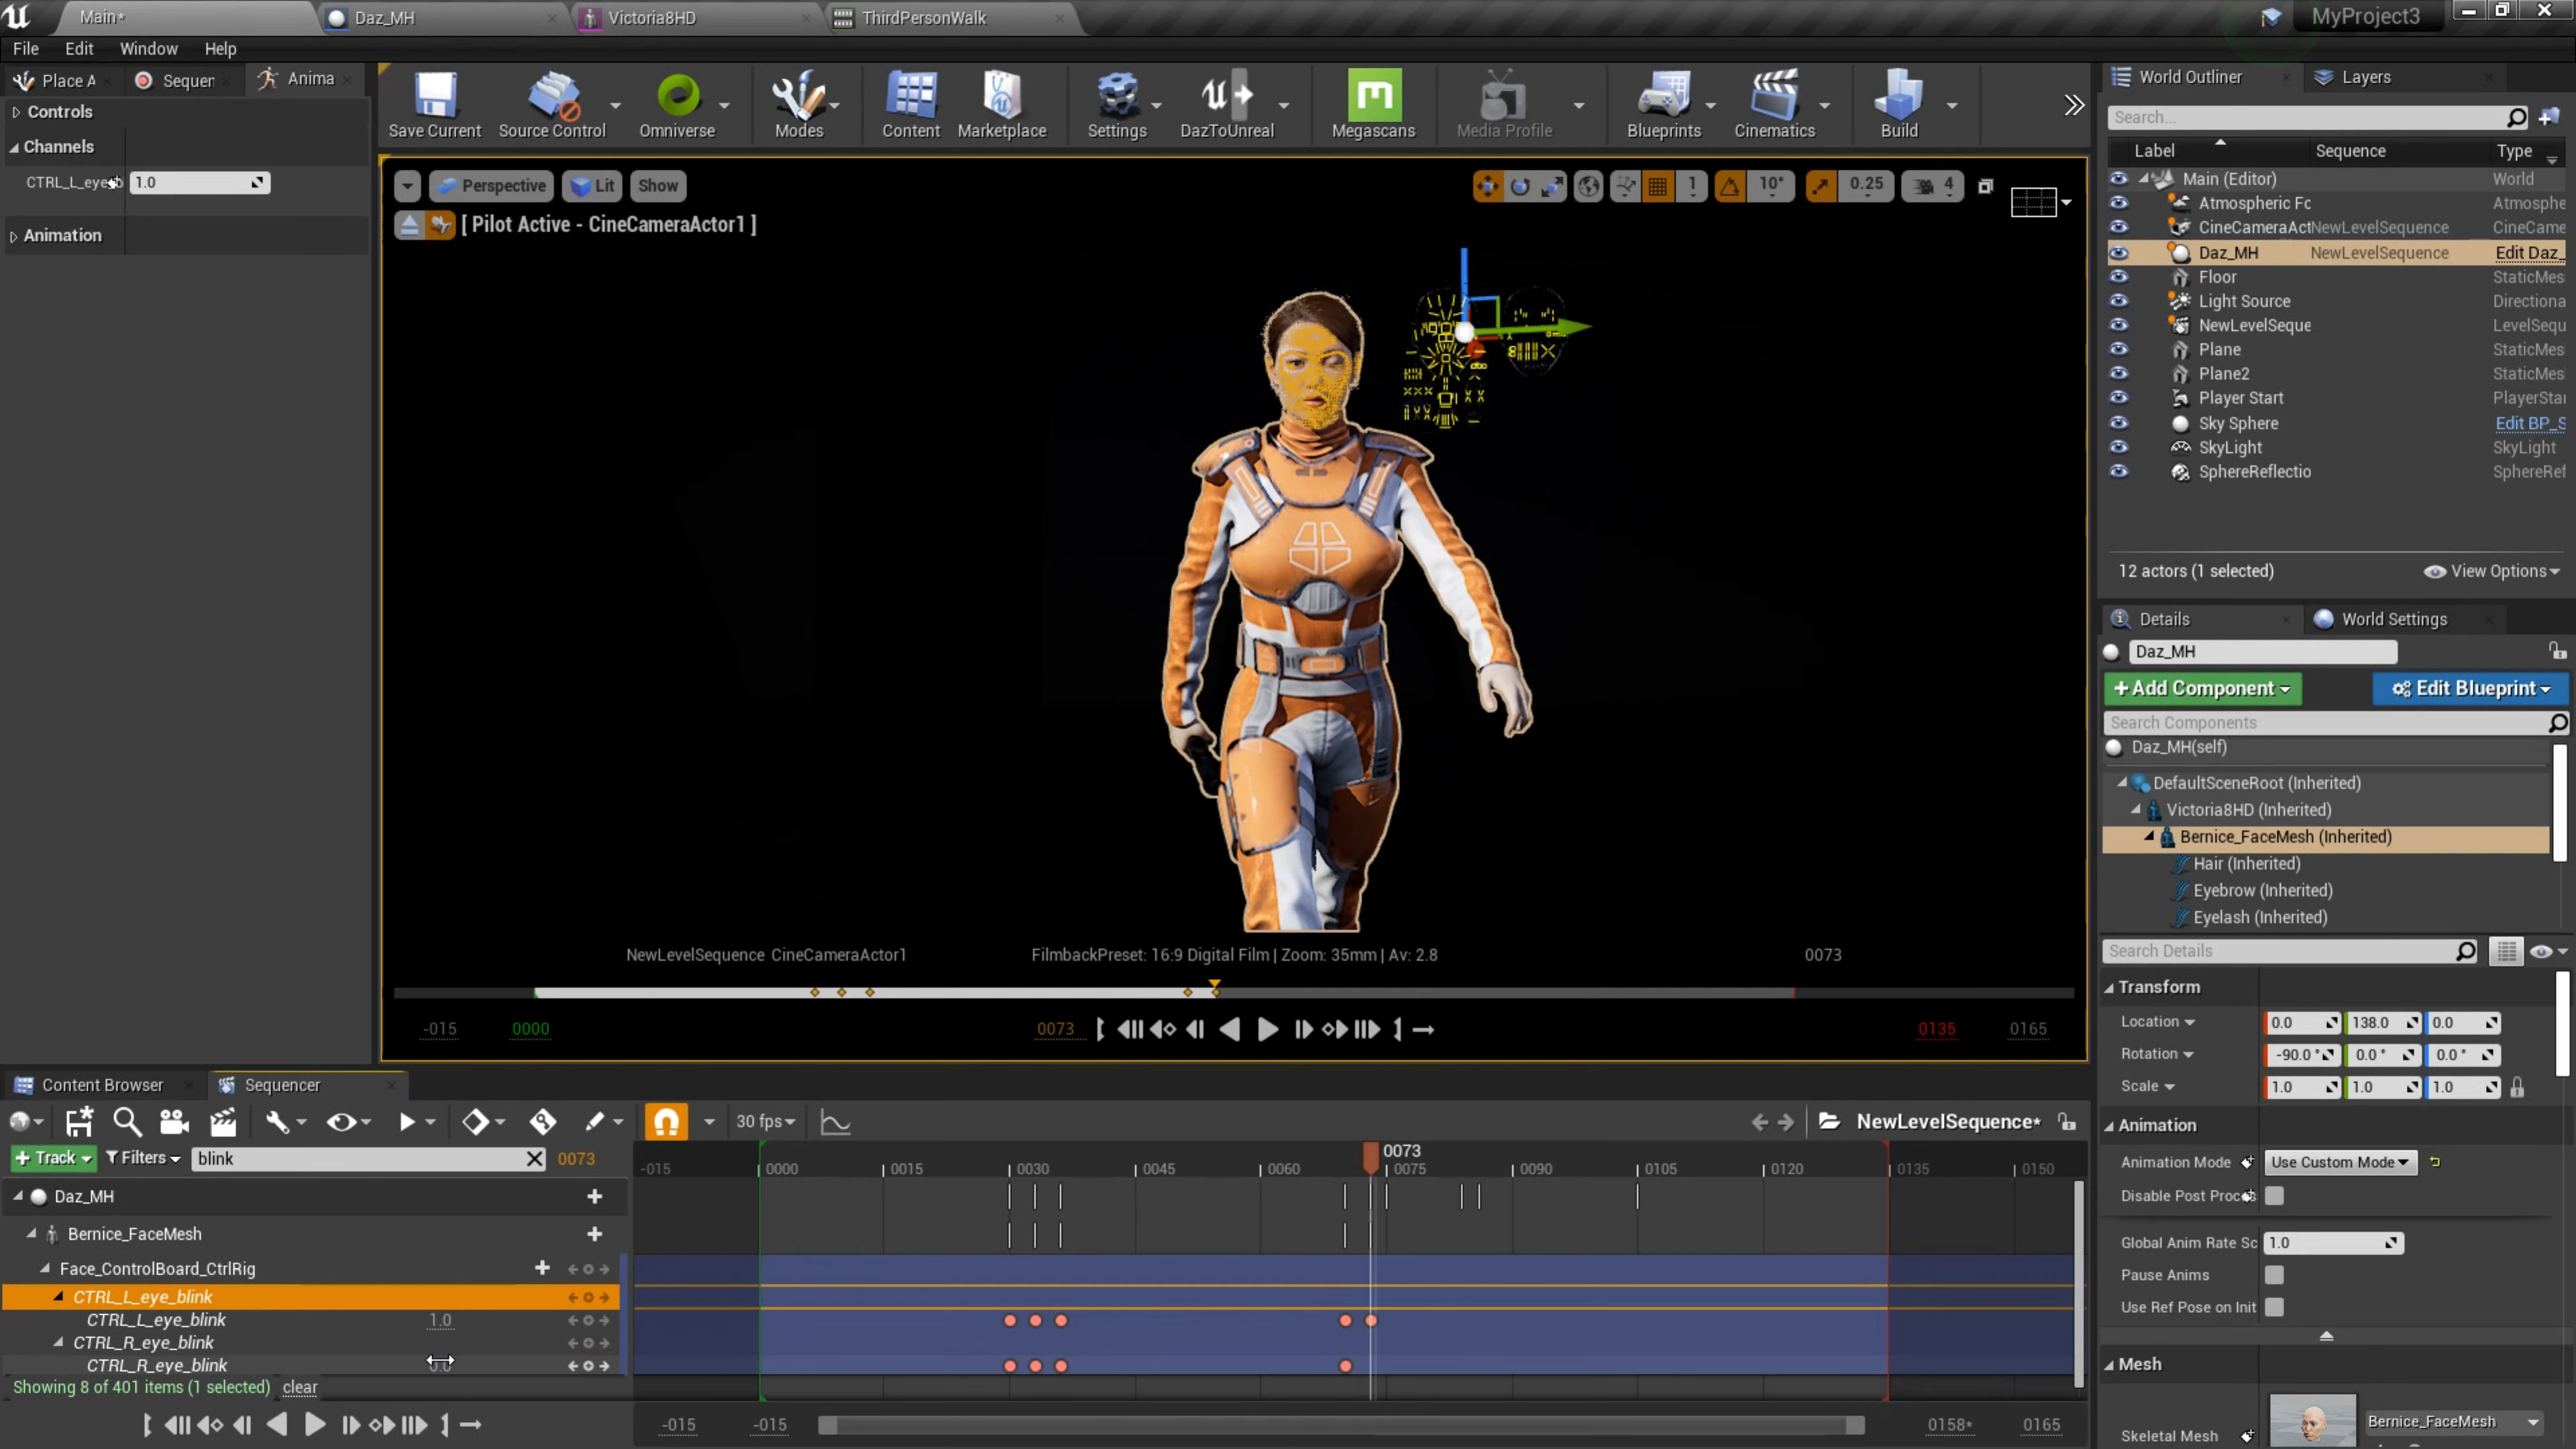 Main*
Daz_MH
Victoria8HD
ThirdPersonWalk
MyProject3
File Edit Window Help
Place A
Sequen
Anima
Controls
Channels
CTRL_L_eye 1.0
Animation
Save Current
Source Control
Omniverse
Modes
Content
Marketplace
Settings
DazToUnreal
Megascans
Media Profile
Blueprints
Cinematics
Build
Perspective
Lit
Show
1
10°
0.25
4
[ Pilot Active - CineCameraActor1 ]
NewLevelSequence CineCameraActor1
FilmbackPreset: 16:9 Digital Film | Zoom: 35mm | Av: 2.8
0073
-015
0000
0073
0135
0165
World Outliner
Layers
Search...
Label Sequence Type
Main (Editor) World
Atmospheric Fc Atmosphe
CineCameraAct NewLevelSequence CineCame
Daz_MH NewLevelSequence Edit Daz_
Floor StaticMes
Light Source Directiona
NewLevelSeque LevelSequ
Plane StaticMes
Plane2 StaticMes
Player Start PlayerStar
Sky Sphere Edit BP_S
SkyLight SkyLight
SphereReflectio SphereRef
12 actors (1 selected)
View Options
Details
World Settings
Daz_MH
+Add Component
Edit Blueprint
Search Components
Daz_MH(self)
DefaultSceneRoot (Inherited)
Victoria8HD (Inherited)
Bernice_FaceMesh (Inherited)
Hair (Inherited)
Eyebrow (Inherited)
Eyelash (Inherited)
Search Details
Transform
Location 0.0 138.0 0.0
Rotation -90.0 ° 0.0 ° 0.0 °
Scale 1.0 1.0 1.0
Animation
Animation Mode Use Custom Mode
Disable Post Proce
Global Anim Rate Sc 1.0
Pause Anims
Use Ref Pose on Init
Mesh
Skeletal Mesh
Bernice_FaceMesh
Content Browser
Sequencer
30 fps
NewLevelSequence*
+ Track
Filters
blink
0073
Daz_MH
Bernice_FaceMesh
Face_ControlBoard_CtrlRig
CTRL_L_eye_blink
CTRL_L_eye_blink 1.0
CTRL_R_eye_blink
CTRL_R_eye_blink 0.0
Showing 8 of 401 items (1 selected) clear
0073
-015 0000 0015 0030 0045 0060 0075 0090 0105 0120 0135 0150
-015
-015
0158*
0165